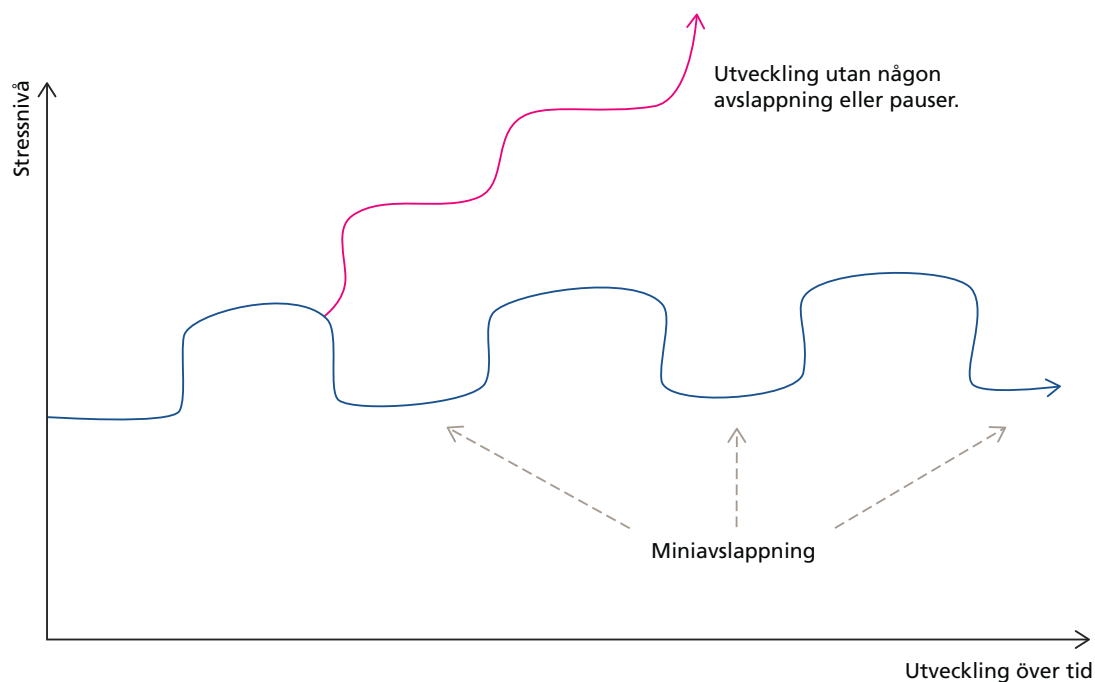 Utveckling utan någon
avslappning eller pauser.
Stressnivå
Miniavslappning
Utveckling över tid